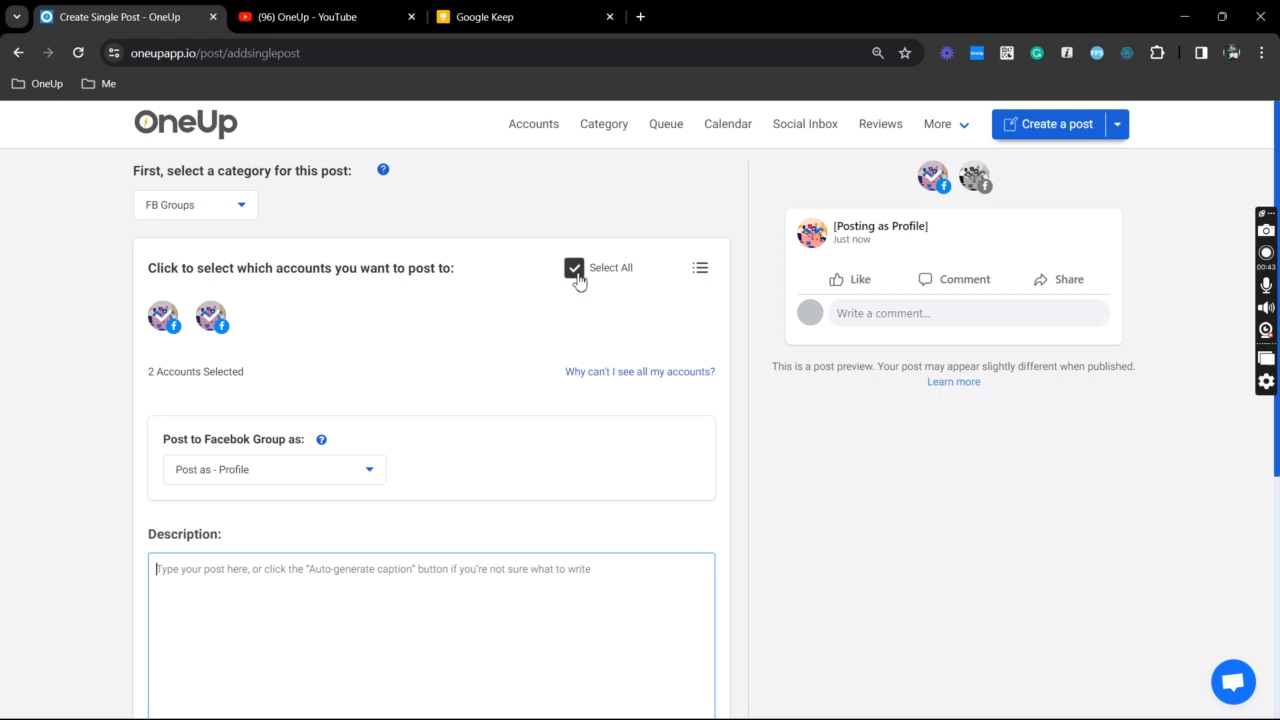 Create Single Post - OneUp
(96) OneUp - YouTube
Google Keep
oneupapp.io/post/addsinglepost
OneUp
Me
OneUp
Accounts
Category
Queue
Calendar
Social Inbox
Reviews
More
Create a post
First, select a category for this post:
FB Groups
Click to select which accounts you want to post to:
Select All
2 Accounts Selected
Why can't I see all my accounts?
Post to Facebok Group as:
Post as - Profile
Description:
Type your post here, or click the "Auto-generate caption" button if you're not sure what to write
[Posting as Profile]
Just now
Like
Comment
Share
Write a comment...
This is a post preview. Your post may appear slightly different when published.
Learn more
00:43